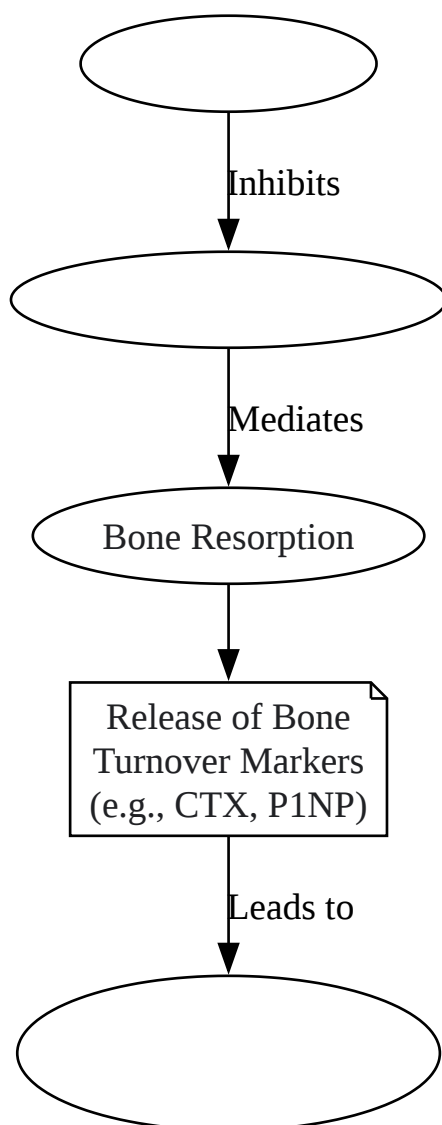 Inhibits
Mediates
Bone Resorption
Release of Bone
Turnover Markers
(e.g., CTX, P1NP)
Leads to